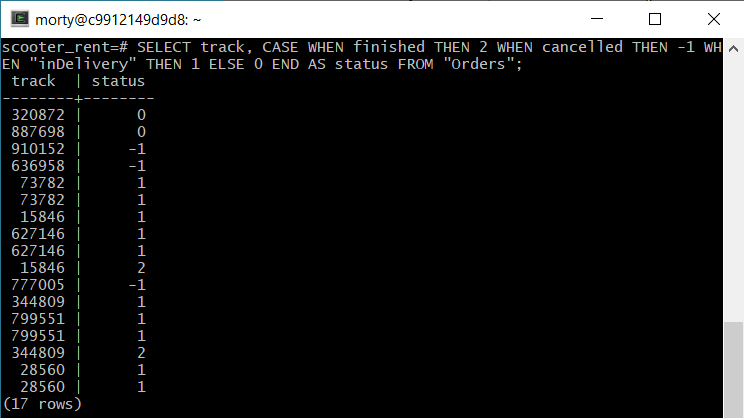 morty@c9912149d9d8: ~
scooter_rent=# SELECT track, CASE WHEN finished THEN 2 WHEN cancelled THEN -1 WH
EN "inDelivery" THEN 1 ELSE 0 END AS status FROM "Orders";
 track  | status
--------+--------
 320872 |      0
 887698 |      0
 910152 |     -1
 636958 |     -1
  73782 |      1
  73782 |      1
  15846 |      1
 627146 |      1
 627146 |      1
  15846 |      2
 777005 |     -1
 344809 |      1
 799551 |      1
 799551 |      1
 344809 |      2
  28560 |      1
  28560 |      1
(17 rows)